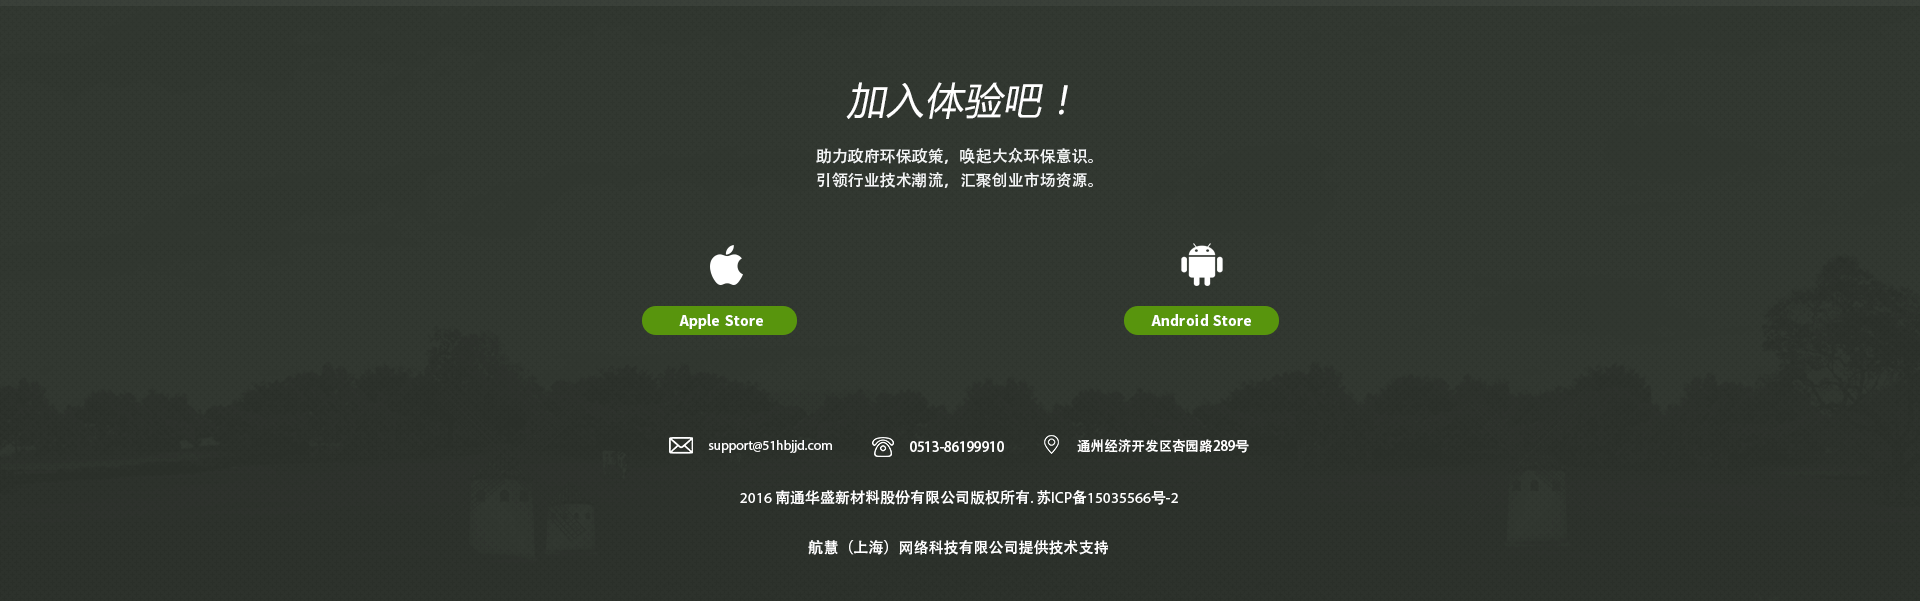 加入体验吧！
助力政府环保政策，唤起大众环保意识。
引领行业技术潮流，汇聚创业市场资源。
Apple Store
Android Store
support@51hbjjd.com
0513-86199910
通州经济开发区杏园路289号
2016 南通华盛新材料股份有限公司版权所有. 苏ICP备15035566号-2
航慧（上海）网络科技有限公司提供技术支持